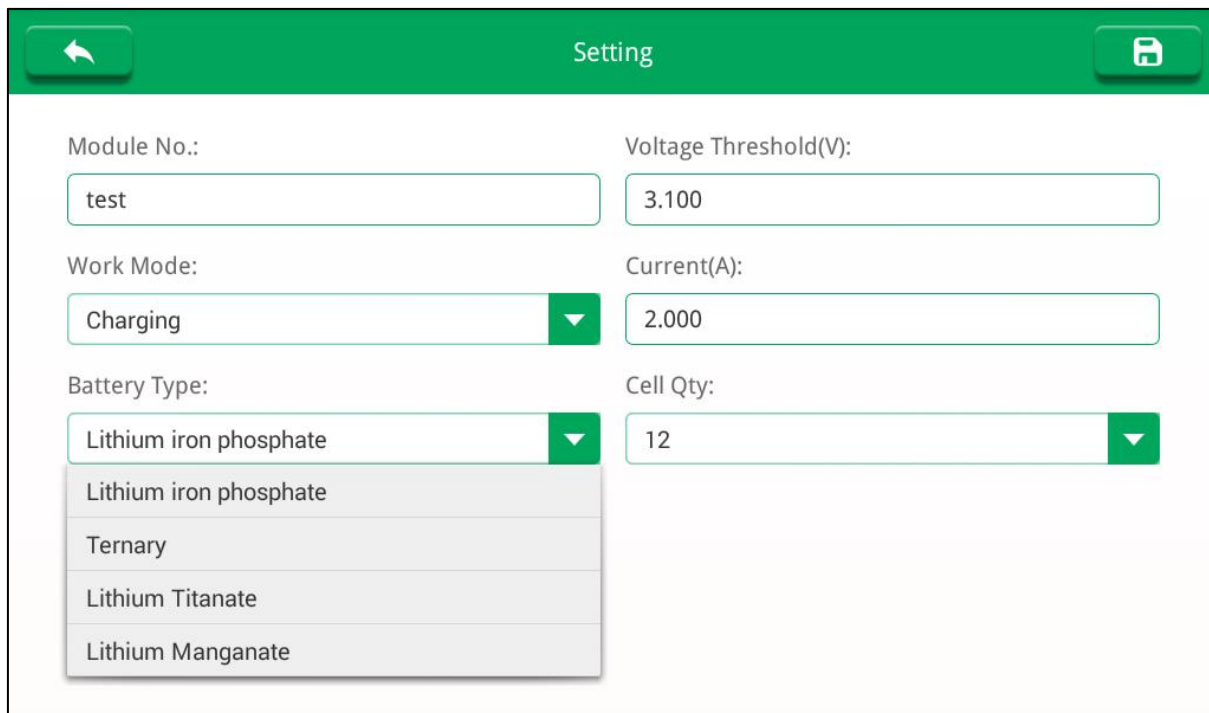 Setting
Module No.:
Voltage Threshold(V):
test
3.100
Work Mode:
Current(A):
Charging
2.000
Battery Type:
Cell Qty:
Lithium iron phosphate
12
Lithium iron phosphate
Ternary
Lithium Titanate
Lithium Manganate